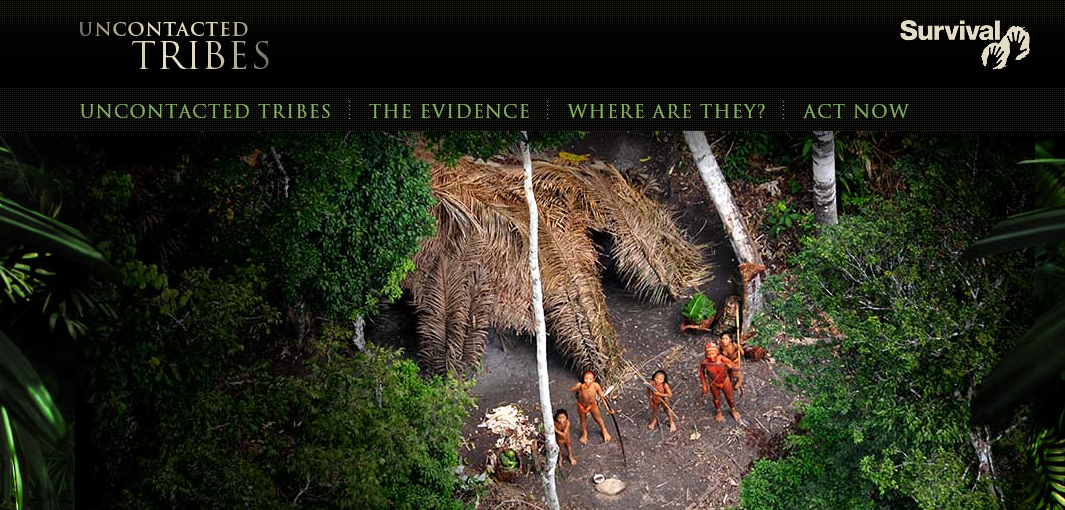 UNCONTACTED
TRIBES
Survival
UNCONTACTED TRIBES
THE EVIDENCE
WHERE ARE THEY?
ACT NOW